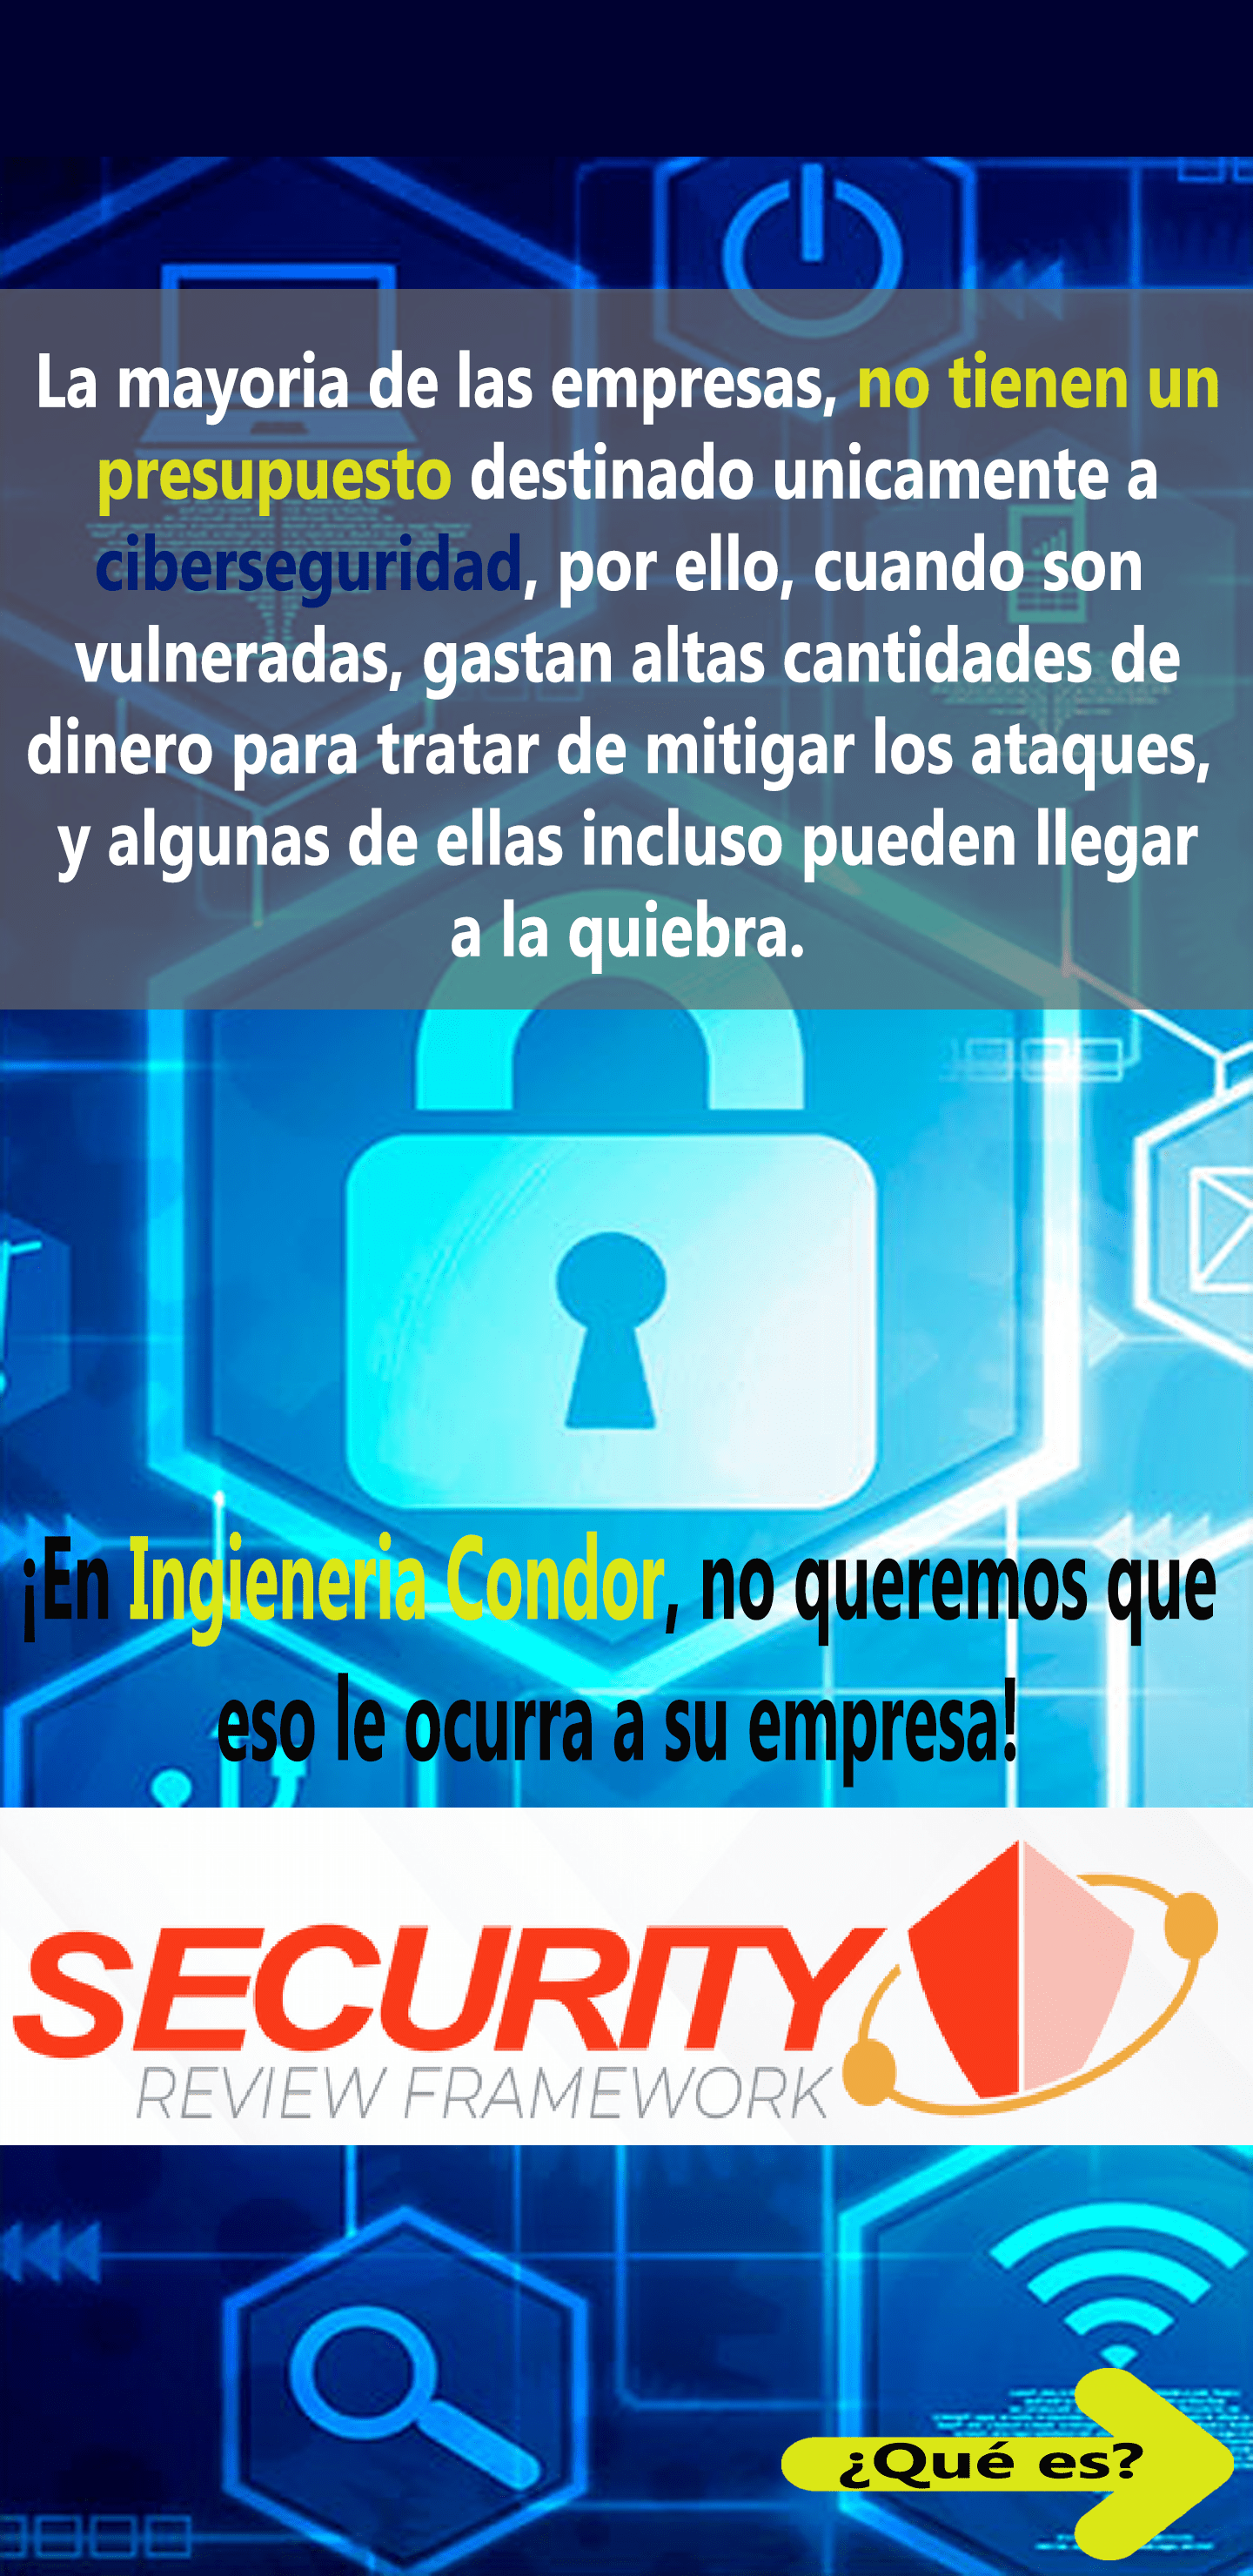 La mayoria de las empresas, no tienen un
presupuesto destinado unicamente a
ciberseguridad, por ello, cuando son
vulneradas, gastan altas cantidades de
dinero para tratar de mitigar los ataques,
y algunas de ellas incluso pueden llegar
a la quiebra.
¡En Ingieneria Condor, no queremos que
eso le ocurra a su empresa!
SECURITY
REVIEW FRAMEWORK
¿Qué es?